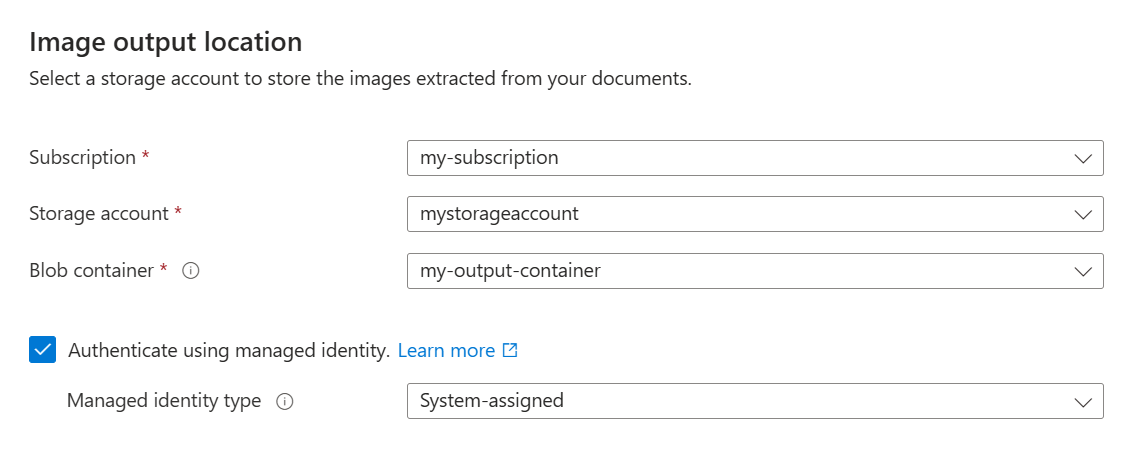 Image output location
Select a storage account to store the images extracted from your documents.
Subscription * my-subscription
Storage account * mystorageaccount
Blob container * my-output-container
Authenticate using managed identity. Learn more
Managed identity type System-assigned